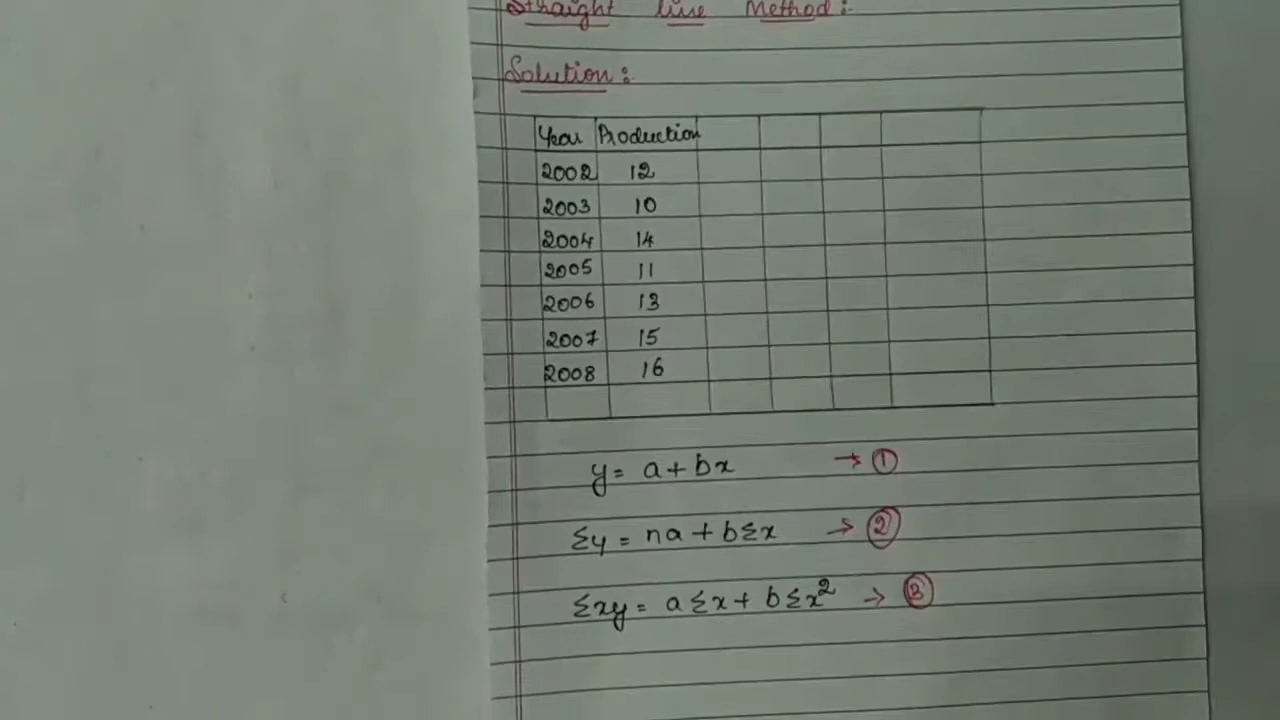 Straight line Method:
Solution:
Year Production
2002 12
2003 10
2004 14
2005 11
2006 13
2007 15
2008 16
y = a + bx → ①
Σy = na + bΣx → ②
Σxy = aΣx + bΣx² → ③